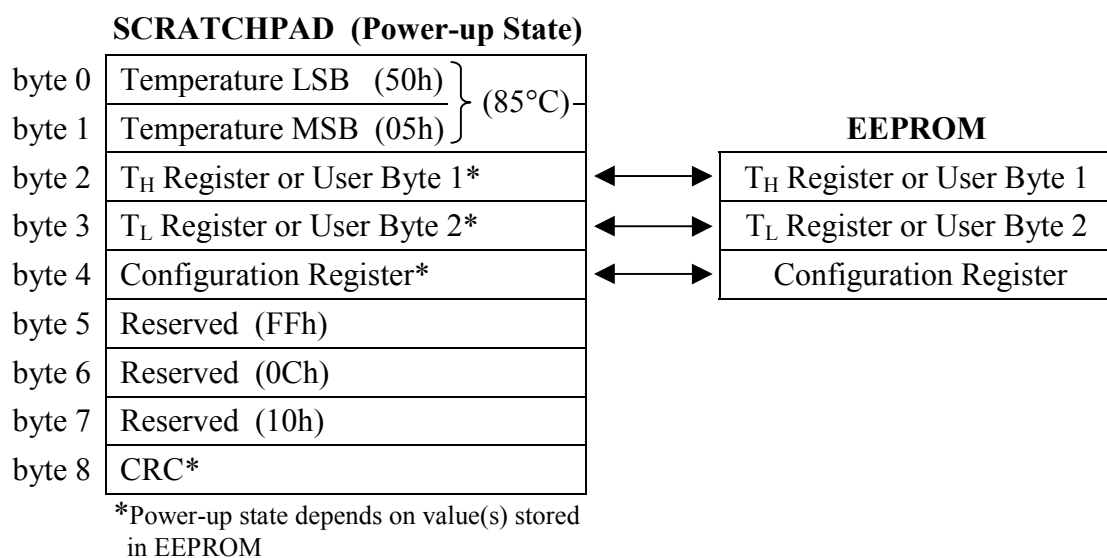 SCRATCHPAD (Power-up State)
byte 0 Temperature LSB (50h)
(85°C)
byte 1 Temperature MSB (05h)
EEPROM
byte 2 TH Register or User Byte 1* TH Register or User Byte 1
byte 3 TL Register or User Byte 2* TL Register or User Byte 2
byte 4 Configuration Register* Configuration Register
byte 5 Reserved (FFh)
byte 6 Reserved (0Ch)
byte 7 Reserved (10h)
byte 8 CRC*
*Power-up state depends on value(s) stored
in EEPROM